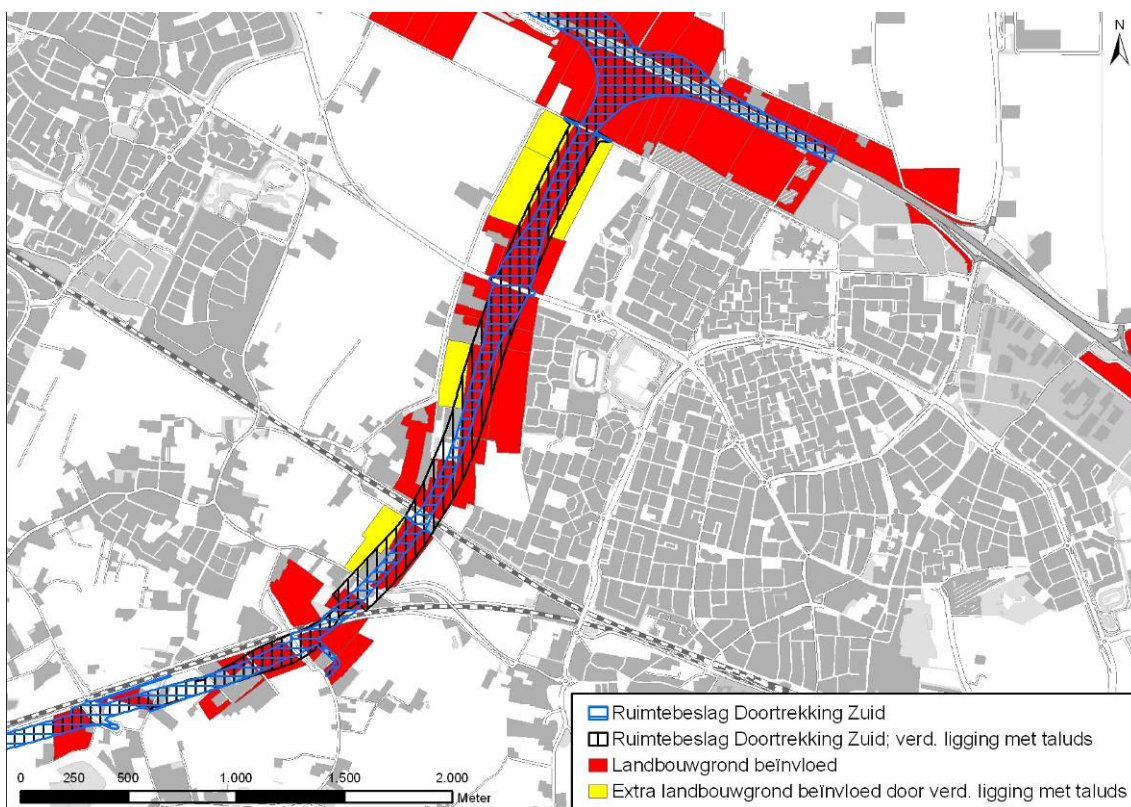 N
Ruimtebeslag Doortrekking Zuid
Ruimtebeslag Doortrekking Zuid; verd. ligging met taluds
Landbouwgrond beïnvloed
Extra landbouwgrond beïnvloed door verd. ligging met taluds
0 250 500 1.000 1.500 2.000
Meter